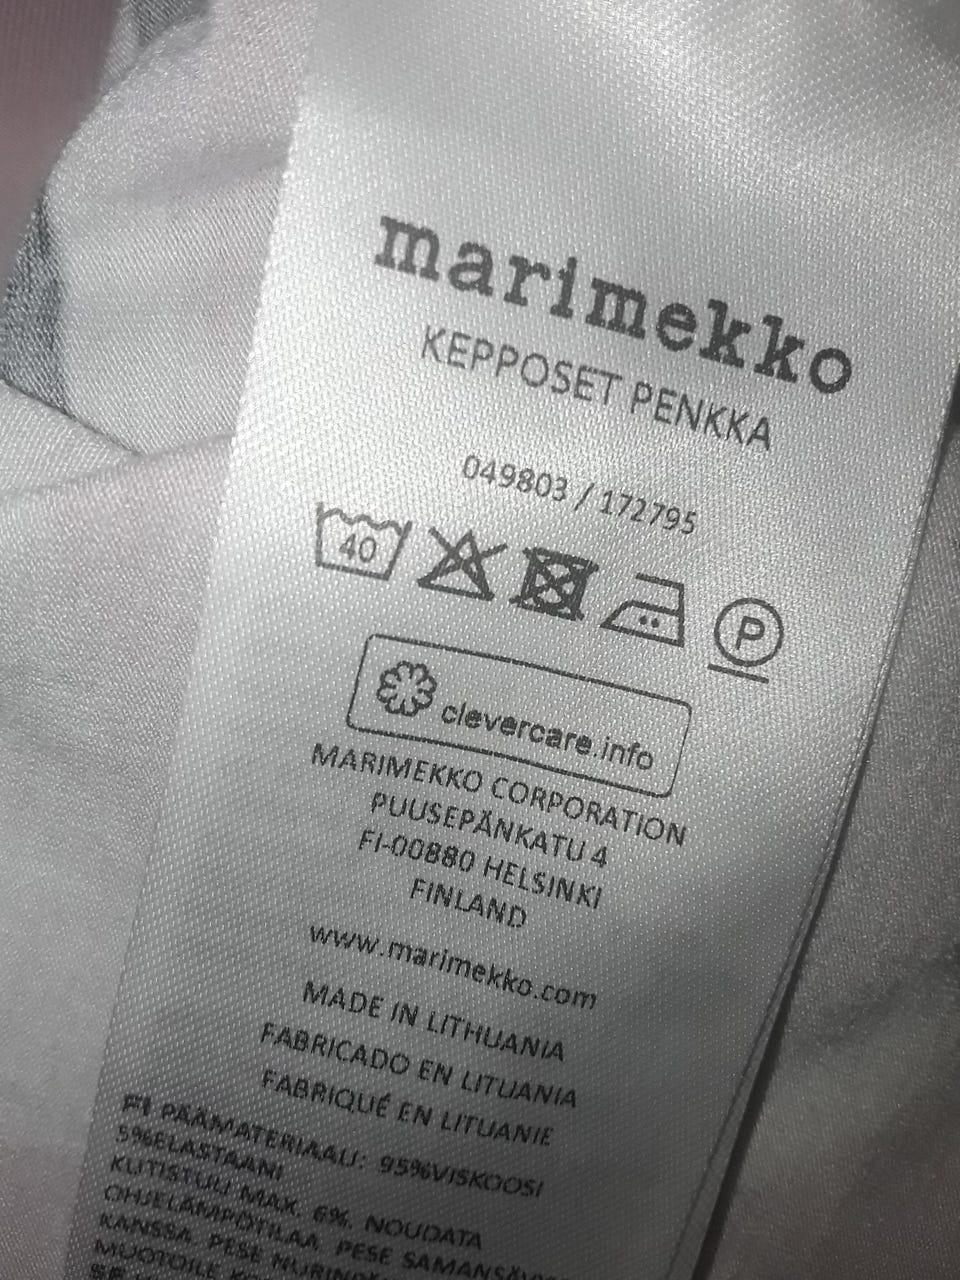 marimekko
KEPPOSET PENKKA
049803 / 172795
40
P
clevercare.info
MARIMEKKO CORPORATION
PUUSEPÄNKATU 4
FI-00880 HELSINKI
FINLAND
www.marimekko.com
MADE IN LITHUANIA
FABRICADO EN LITUANIA
FABRIQUÉ EN LITUANIE
FI PÄÄMATERIAALI: 95%VISKOOSI
5%ELASTAANI
KUTISTUU MAX. 6%. NOUDATA
OHJELÄMPÖTILAA. PESE
KANSSA. PESE
MUOTOILE